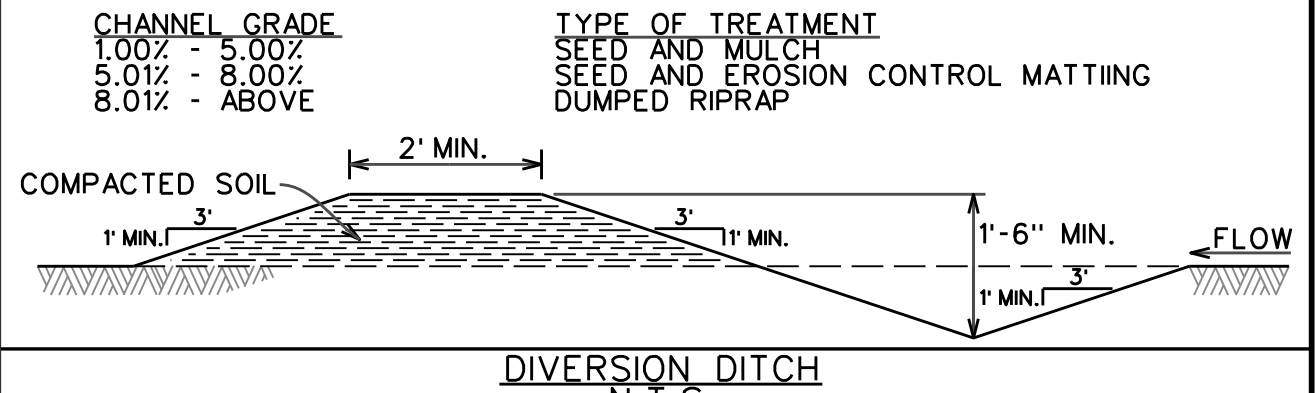 CHANNEL GRADE TYPE OF TREATMENT
1.00% - 5.00% SEED AND MULCH
5.01% - 8.00% SEED AND EROSION CONTROL MATTIING
8.01% - ABOVE DUMPED RIPRAP
2' MIN.
COMPACTED SOIL
3'
1' MIN.
3'
1' MIN.
1'-6" MIN.
FLOW
3'
1' MIN.
DIVERSION DITCH